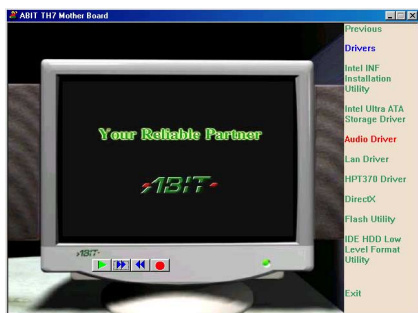 ABIT TH7 Mother Board
Previous
Drivers
Intel INF
Installation
Utility
Intel Ultra ATA
Storage Driver
Audio Driver
Lan Driver
HPT370 Driver
DirectX
Flash Utility
IDE HDD Low
Level Format
Utility
Exit
Your Reliable Partner
ABIT
ABIT